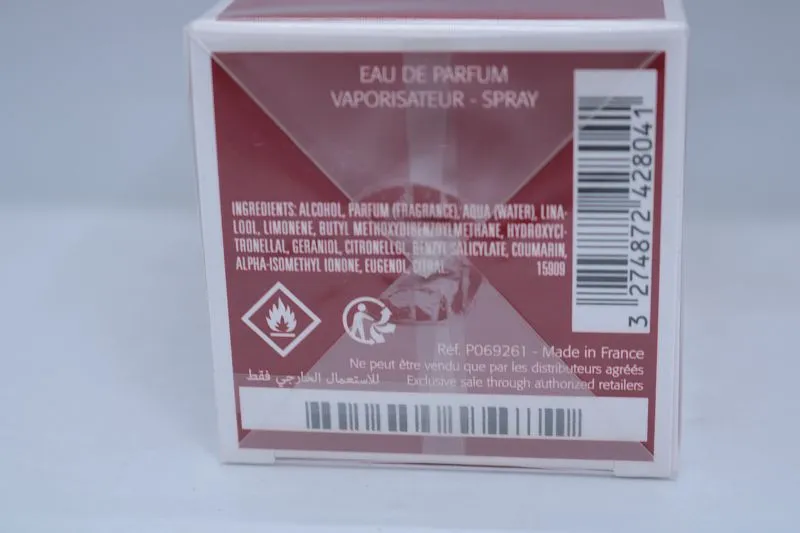 EAU DE PARFUM
VAPORISATEUR - SPRAY
INGREDIENTS: ALCOHOL, PARFUM (FRAGRANCE), AQUA (WATER), LINA-
LOOL, LIMONENE, BUTYL METHOXYDIBENZOYLMETHANE, HYDROXYCI-
TRONELLAL, GERANIOL, CITRONELLOL, BENZYL SALICYLATE, COUMARIN,
ALPHA-ISOMETHYL IONONE, EUGENOL, CITRAL. 15909
3 274872 428041
Réf. P069261 - Made in France
Ne peut être vendu que par les distributeurs agréés
للاستعمال الخارجي فقط Exclusive sale through authorized retailers